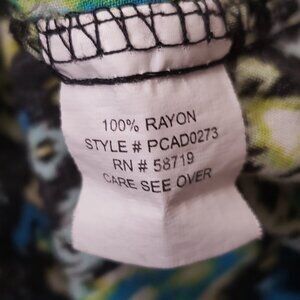 100% RAYON
STYLE # PCAD0273
RN # 58719
CARE SEE OVER